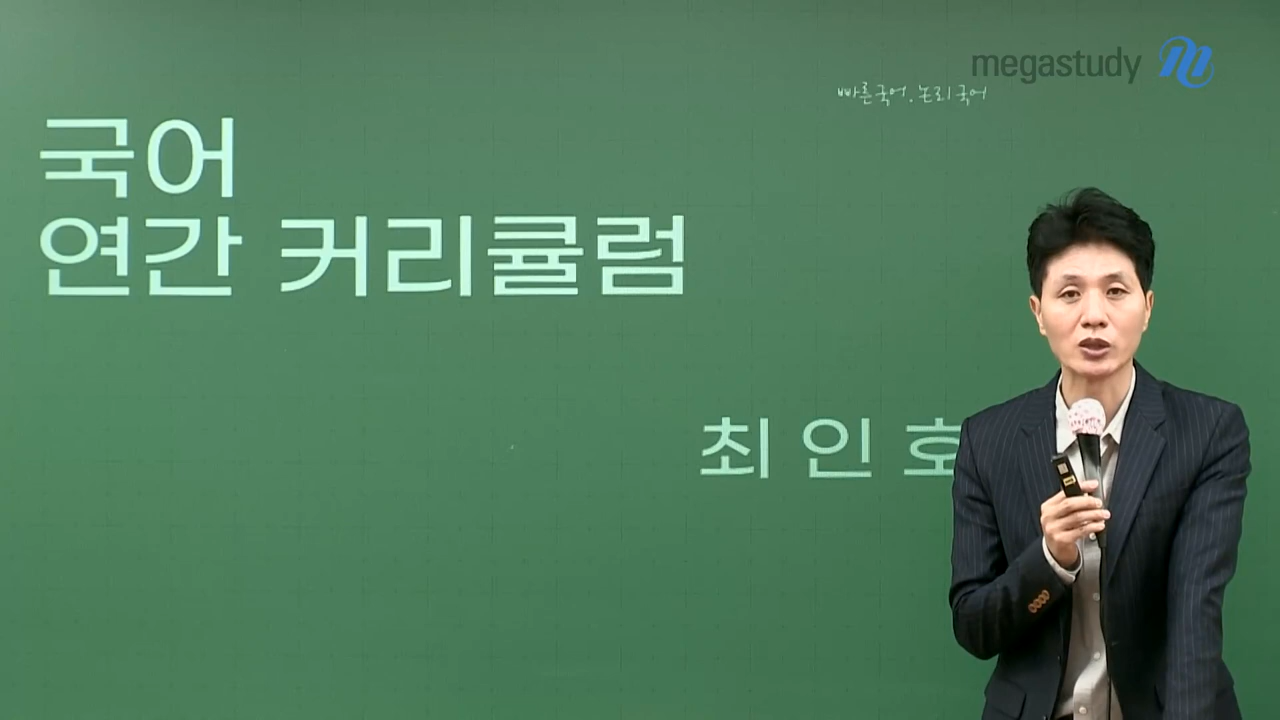 megastudy
빠른국어. 논리국어
국어
연간 커리큘럼
최 인 호